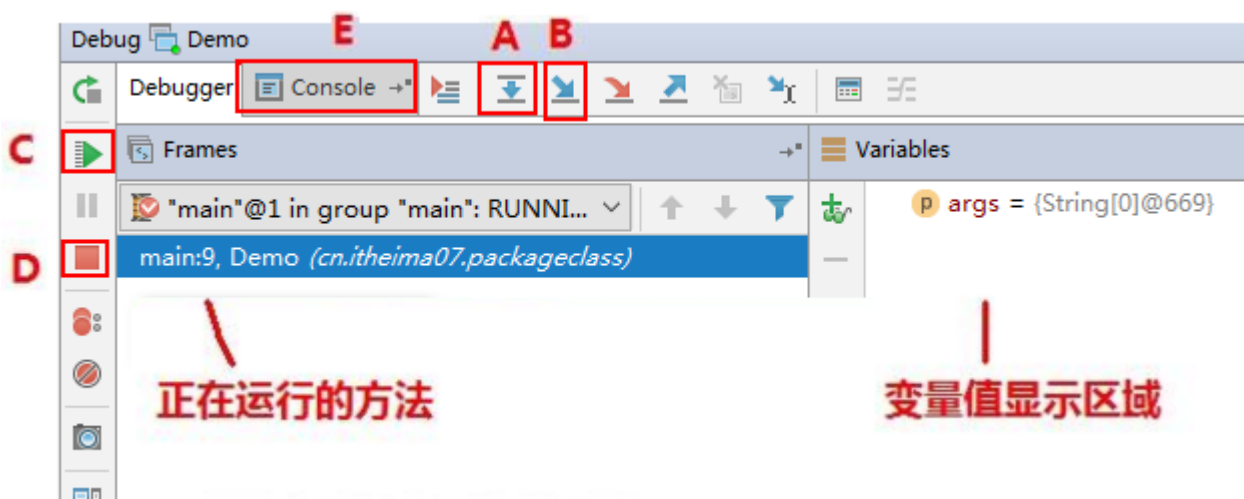 Debug Demo
E A B
Debugger Console
C Frames Variables
"main"@1 in group "main": RUNNI... args = {String[0]@669}
D main:9, Demo (cn.itheima07.packageclass)
正在运行的方法 变量值显示区域